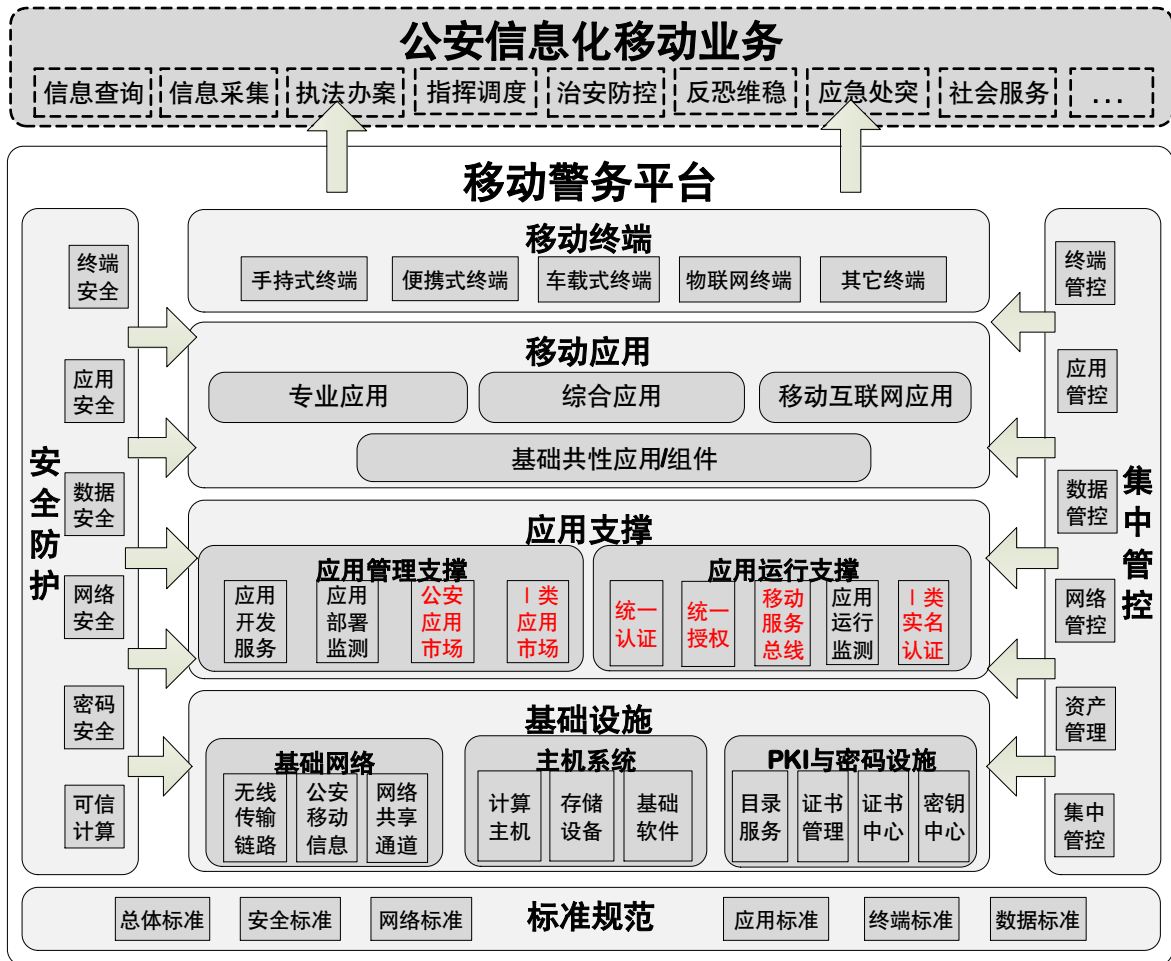 公安信息化移动业务
信息查询
信息采集
执法办案
指挥调度
治安防控
反恐维稳
应急处突
社会服务
...
移动警务平台
安全防护
终端
安全
应用
安全
数据
安全
网络
安全
密码
安全
可信
计算
移动终端
手持式终端
便携式终端
车载式终端
物联网终端
其它终端
移动应用
专业应用
综合应用
移动互联网应用
基础共性应用/组件
应用支撑
应用管理支撑
应用
开发
服务
应用
部署
监测
公安
应用
市场
I类
应用
市场
应用运行支撑
统一
认证
统一
授权
移动
服务
总线
应用
运行
监测
I类
实名
认证
基础设施
基础网络
无线
传输
链路
公安
移动
信息
网络
共享
通道
主机系统
计算
主机
存储
设备
基础
软件
PKI与密码设施
目录
服务
证书
管理
证书
中心
密钥
中心
集中管控
终端
管控
应用
管控
数据
管控
网络
管控
资产
管理
集中
管控
标准规范
总体标准
安全标准
网络标准
应用标准
终端标准
数据标准